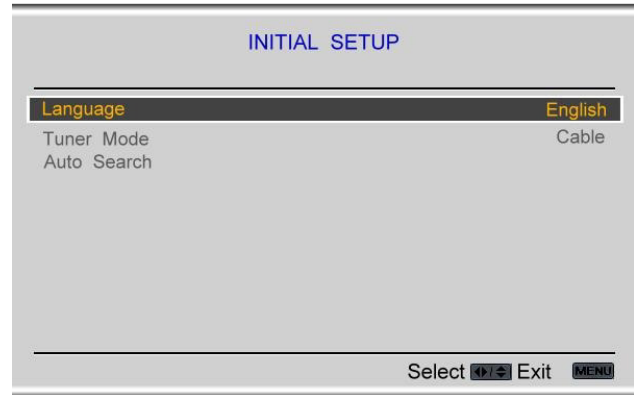 INITIAL SETUP
Language English
Tuner Mode Cable
Auto Search
Select Exit MENU